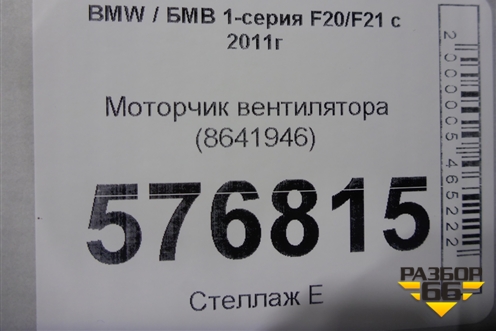 BMW / БМВ 1-серия F20/F21 с
2011г
Моторчик вентилятора
(8641946)
576815
Стеллаж Е
2000005465222
РАЗБОР
66